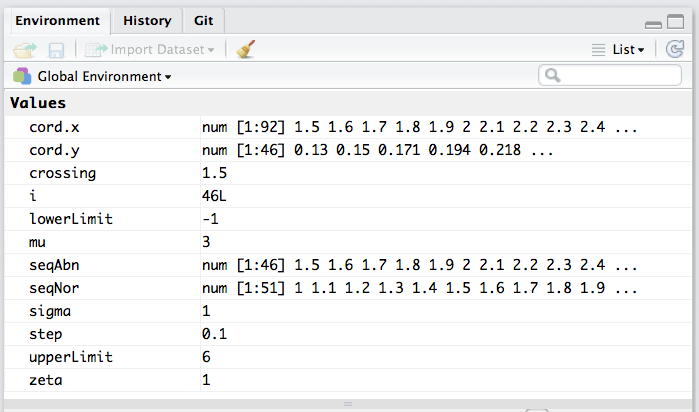 Environment History Git
Import Dataset List
Global Environment
Values
cord.x num [1:92] 1.5 1.6 1.7 1.8 1.9 2 2.1 2.2 2.3 2.4 ...
cord.y num [1:46] 0.13 0.15 0.171 0.194 0.218 ...
crossing 1.5
i 46L
lowerLimit -1
mu 3
seqAbn num [1:46] 1.5 1.6 1.7 1.8 1.9 2 2.1 2.2 2.3 2.4 ...
seqNor num [1:51] 1 1.1 1.2 1.3 1.4 1.5 1.6 1.7 1.8 1.9 ...
sigma 1
step 0.1
upperLimit 6
zeta 1